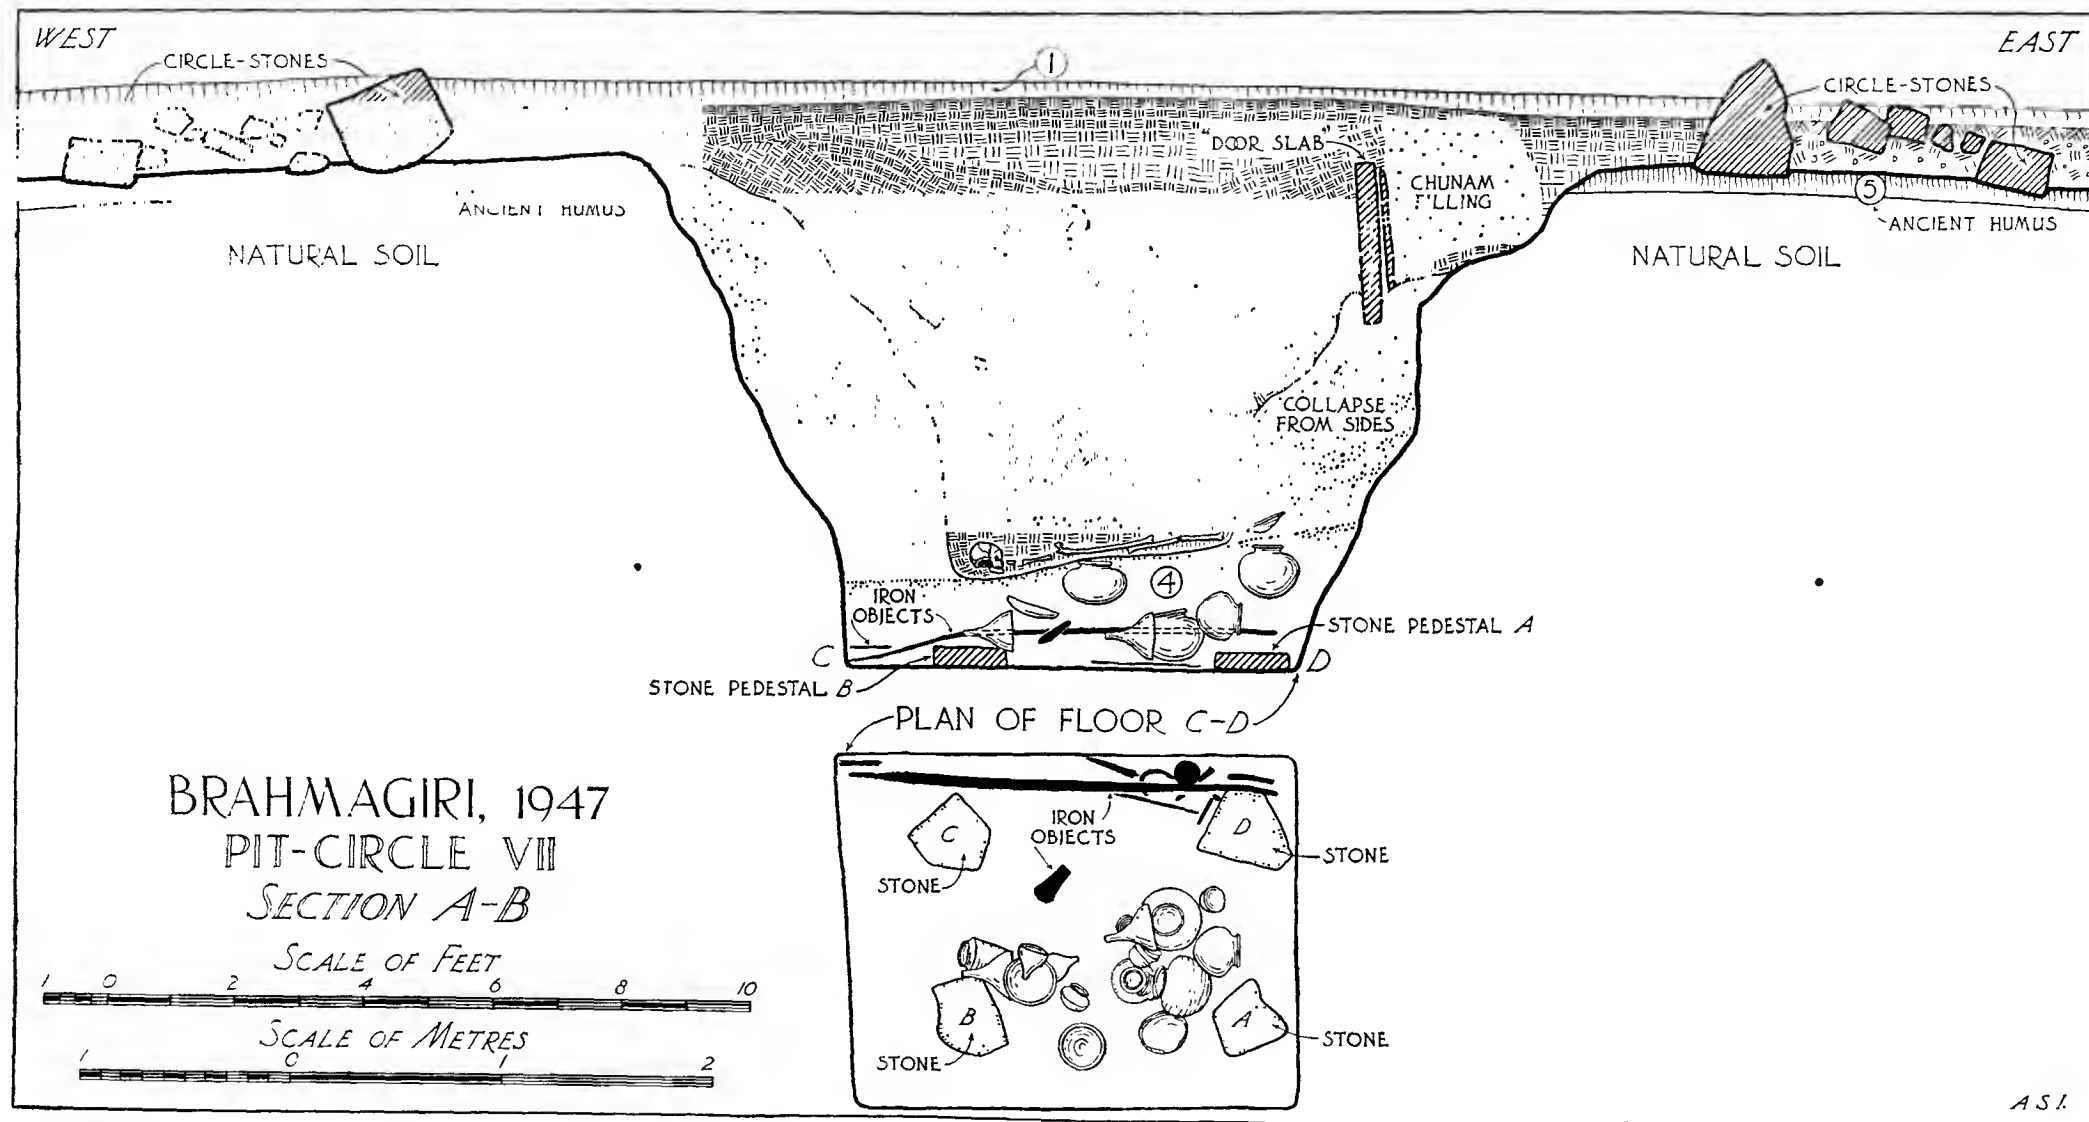 WEST
EAST
CIRCLE-STONES
1
CIRCLE-STONES
"DOOR SLAB"
CHUNAM
FILLING
5
ANCIENT HUMUS
ANCIENT HUMUS
NATURAL SOIL
NATURAL SOIL
COLLAPSE
FROM SIDES
4
IRON
OBJECTS
STONE PEDESTAL A
C
D
STONE PEDESTAL B
PLAN OF FLOOR C-D
BRAHMAGIRI, 1947
PIT-CIRCLE VII
SECTION A-B
SCALE OF FEET
1 0 2 4 6 8 10
SCALE OF METRES
1 0 1 2
IRON
OBJECTS
C
D
STONE
STONE
B
A
STONE
STONE
A S I.